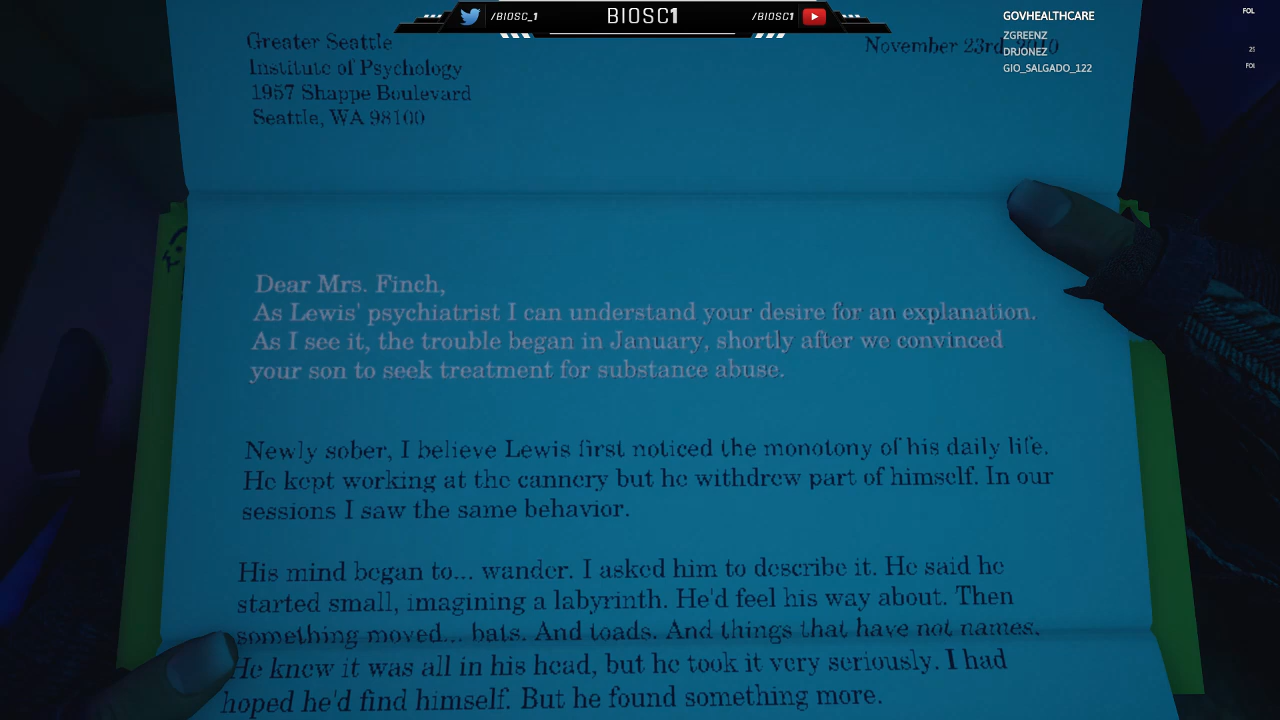 /BIOSC_1
BIOSC1
/BIOSC1
GOVHEALTHCARE
ZGREENZ
DRJONEZ
GIO_SALGADO_122
FOL
Greater Seattle
Institute of Psychology
1957 Shappe Boulevard
Seattle, WA 98100
November 23rd, 2010
Dear Mrs. Finch,
As Lewis' psychiatrist I can understand your desire for an explanation.
As I see it, the trouble began in January, shortly after we convinced
your son to seek treatment for substance abuse.
Newly sober, I believe Lewis first noticed the monotony of his daily life.
He kept working at the cannery but he withdrew part of himself. In our
sessions I saw the same behavior.
His mind began to... wander. I asked him to describe it. He said he
started small, imagining a labyrinth. He'd feel his way about. Then
something moved... bats. And toads. And things that have not names.
He knew it was all in his head, but he took it very seriously. I had
hoped he'd find himself. But he found something more.